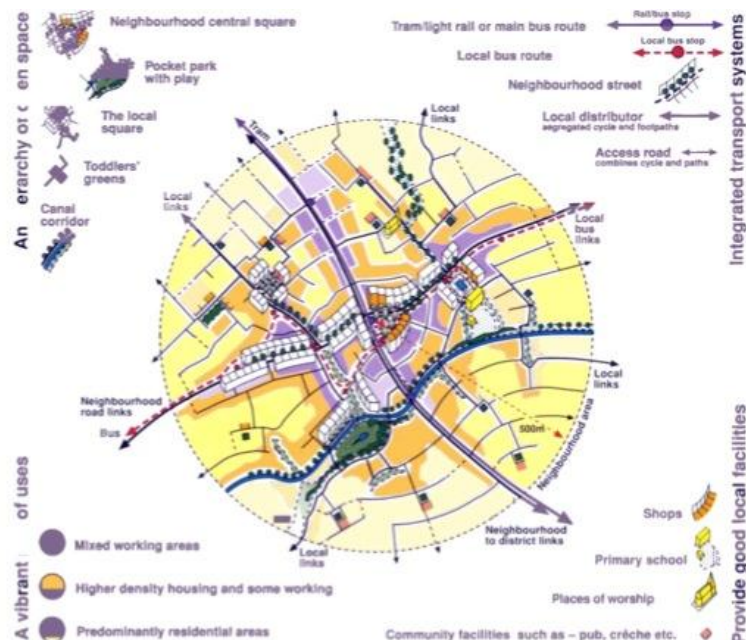 Neighbourhood central square
Pocket park
with play
The local
square
Toddlers'
greens
Canal
corridor
An erarchy en space
Rail/bus stop
Tram/light rail or main bus route
Local bus stop
Local bus route
Neighbourhood street
Local distributor
segregated cycle and footpaths
Access road
combines cycle and paths
Integrated transport systems
Tram
Local
links
Local
links
Local
bus
links
Local
links
500m
Neighbourhood area
Neighbourhood
road links
Bus
Neighbourhood
to district links
Local
links
A vibrant of uses
Mixed working areas
Higher density housing and some working
Predominantly residential areas
Shops
Primary school
Places of worship
Community facilities such as – pub, crèche etc
Provide good local facilities